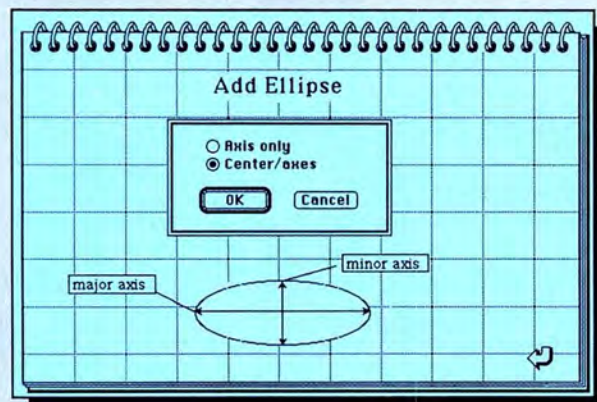 Add Ellipse
Axis only
Center/axes
OK Cancel
minor axis
major axis